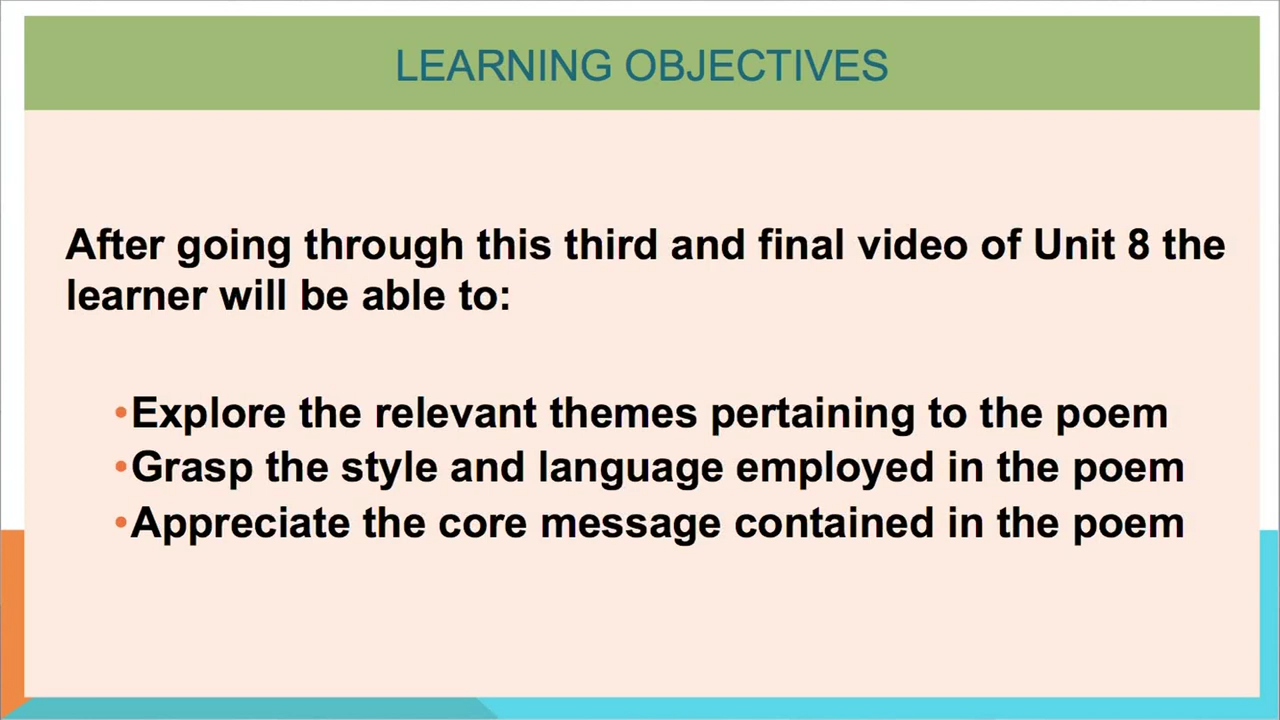 LEARNING OBJECTIVES
After going through this third and final video of Unit 8 the
learner will be able to:
•Explore the relevant themes pertaining to the poem
•Grasp the style and language employed in the poem
•Appreciate the core message contained in the poem